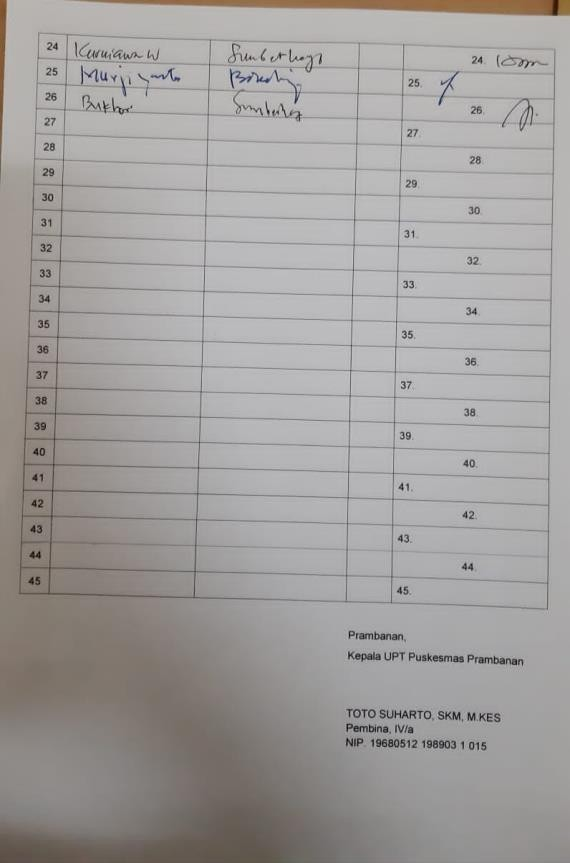 24 Kurniawan W Sumberharjo 24.
25 Murjiyanto 25.
26 26.
27 27.
28 28.
29 29.
30 30.
31 31.
32 32.
33 33.
34 34.
35 35.
36 36.
37 37.
38 38.
39 39.
40 40.
41 41.
42 42.
43 43.
44 44.
45 45.
Prambanan,
Kepala UPT Puskesmas Prambanan
TOTO SUHARTO, SKM, M.KES
Pembina, IV/a
NIP. 19680512 198903 1 015